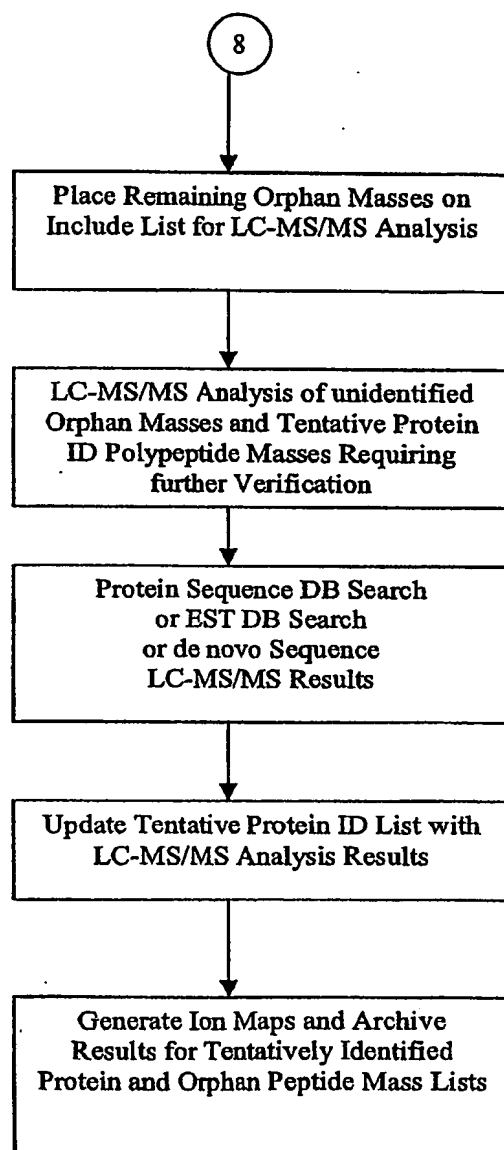 8
Place Remaining Orphan Masses on
Include List for LC-MS/MS Analysis
LC-MS/MS Analysis of unidentified
Orphan Masses and Tentative Protein
ID Polypeptide Masses Requiring
further Verification
Protein Sequence DB Search
or EST DB Search
or de novo Sequence
LC-MS/MS Results
Update Tentative Protein ID List with
LC-MS/MS Analysis Results
Generate Ion Maps and Archive
Results for Tentatively Identified
Protein and Orphan Peptide Mass Lists